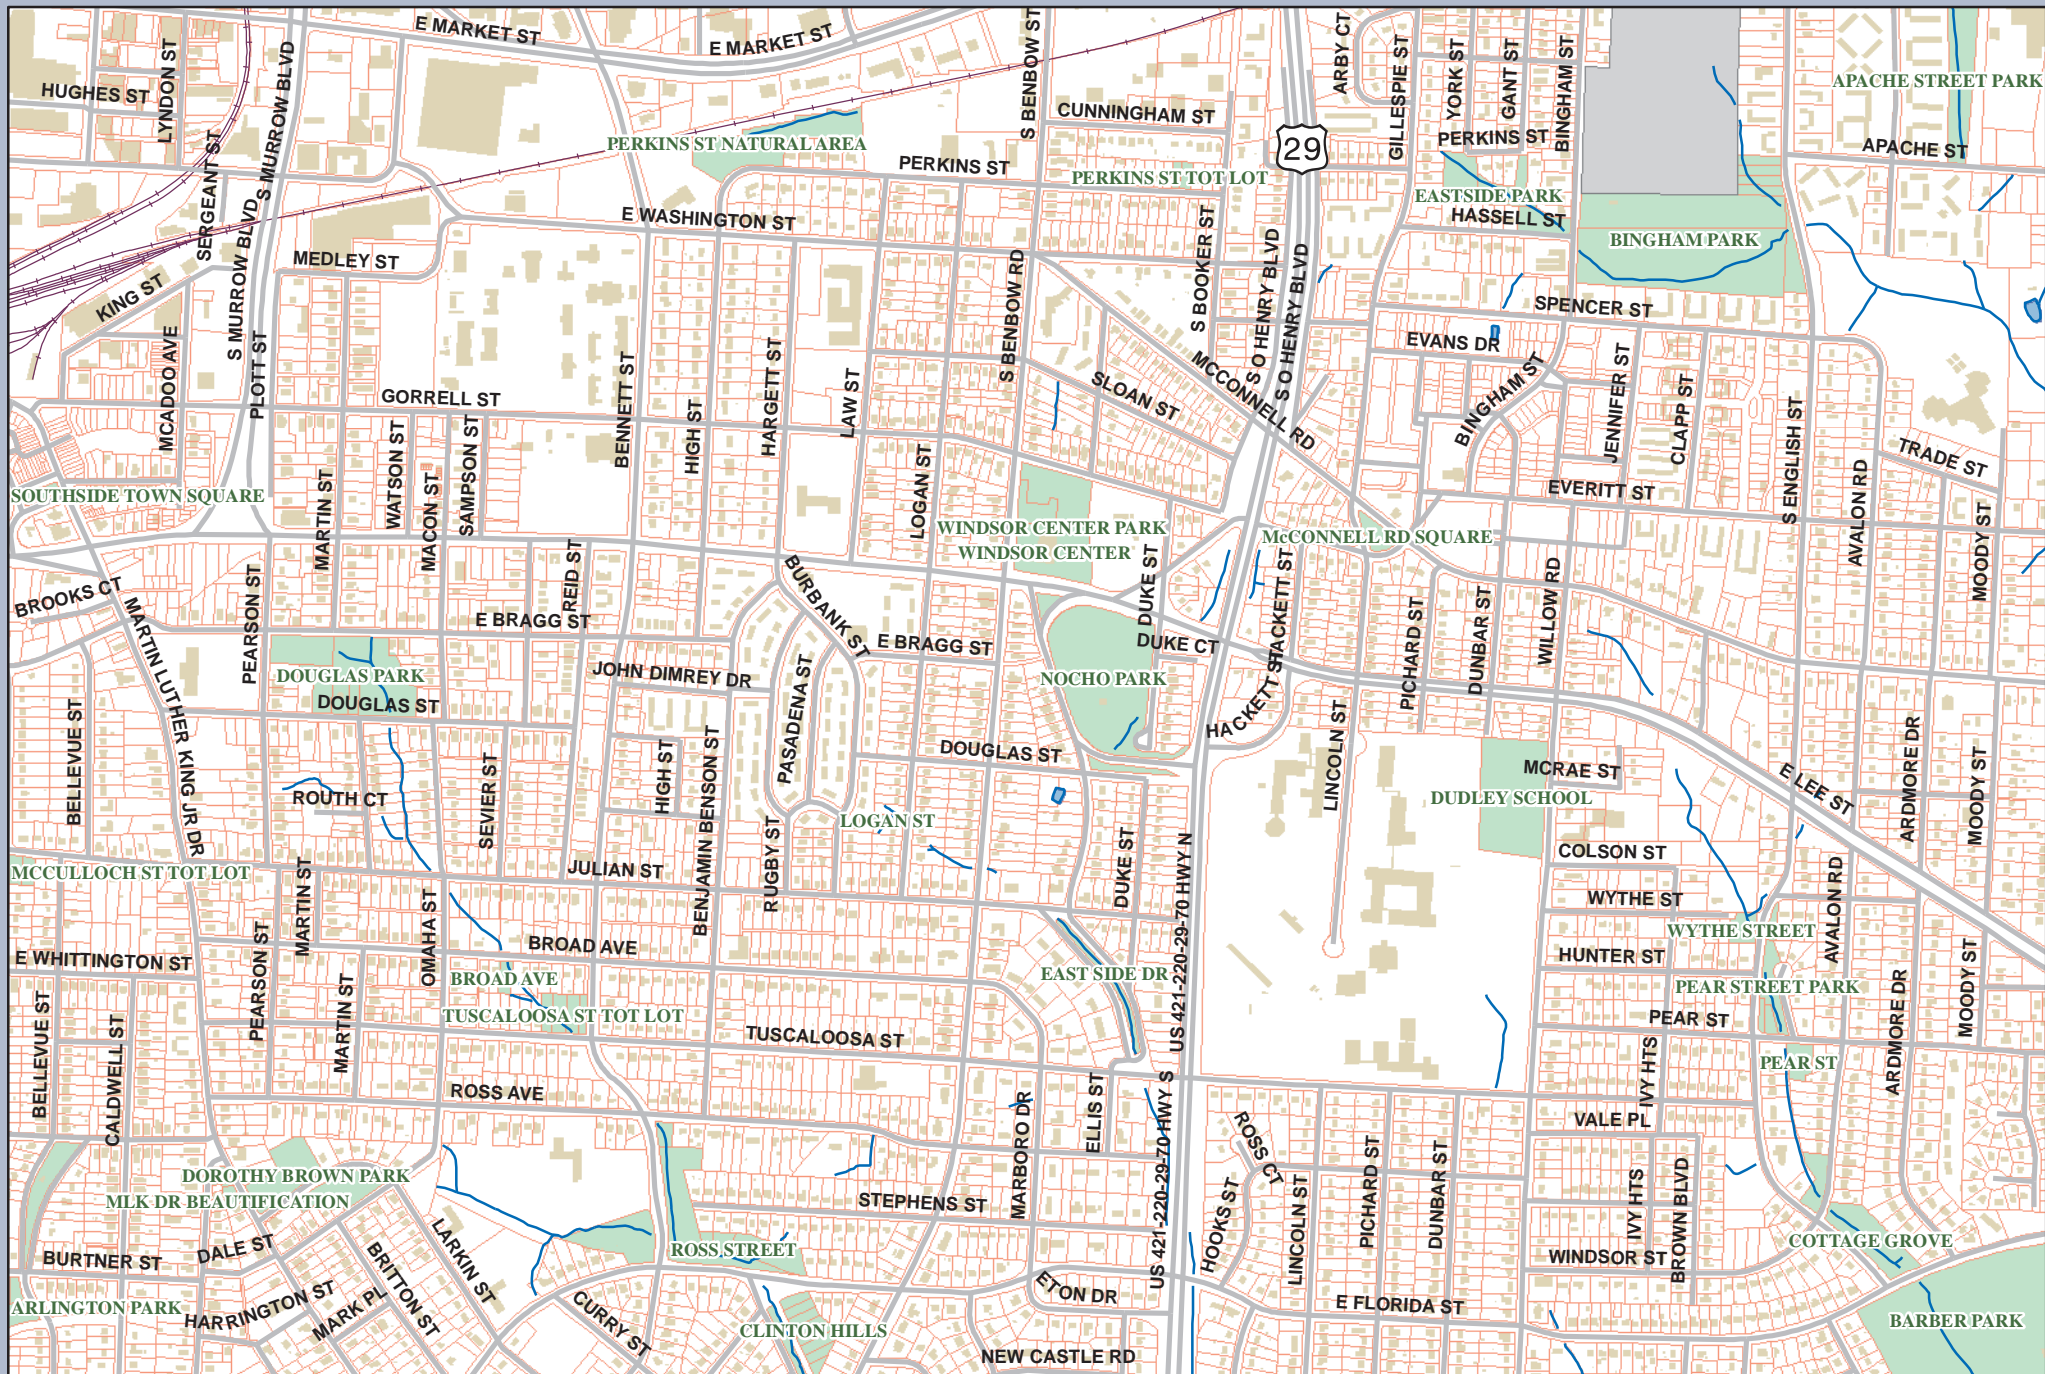 E MARKET ST
E MARKET ST
S BENBOW ST
ARBY CT
GILLESPIE ST
YORK ST
GANT ST
BINGHAM ST
LYNDON ST
S MURROW BLVD
HUGHES ST
APACHE STREET PARK
CUNNINGHAM ST
PERKINS ST
APACHE ST
29
PERKINS ST NATURAL AREA
PERKINS ST
PERKINS ST TOT LOT
EASTSIDE PARK
SERGEANT ST
E WASHINGTON ST
HASSELL ST
BINGHAM PARK
S MURROW BLVD
MEDLEY ST
S BENBOW RD
S BOOKER ST
S O HENRY BLVD
S O HENRY BLVD
KING ST
SPENCER ST
EVANS DR
MCADOO AVE
PLOTT ST
BENNETT ST
HARGETT ST
LAW ST
MCCONNELL RD
BINGHAM ST
JENNIFER ST
CLAPP ST
GORRELL ST
HIGH ST
SLOAN ST
S ENGLISH ST
AVALON RD
TRADE ST
WATSON ST
SAMPSON ST
LOGAN ST
SOUTHSIDE TOWN SQUARE
MARTIN ST
MACON ST
EVERITT ST
MOODY ST
WINDSOR CENTER PARK
WINDSOR CENTER
McCONNELL RD SQUARE
BROOKS CT
PEARSON ST
REID ST
BURBANK ST
DUKE ST
HACKETT ST
WILLOW RD
E BRAGG ST
E BRAGG ST
DUKE CT
PICHARD ST
DUNBAR ST
MARTIN LUTHER KING JR DR
DOUGLAS PARK
JOHN DIMREY DR
PASADENA ST
NOCHO PARK
DOUGLAS ST
HACKETT ST
BELLEVUE ST
LINCOLN ST
ARDMORE DR
DOUGLAS ST
MCRAE ST
E LEE ST
MOODY ST
SEVIER ST
HIGH ST
BENJAMIN BENSON ST
DUDLEY SCHOOL
ROUTH CT
LOGAN ST
COLSON ST
MCCULLOCH ST TOT LOT
JULIAN ST
RUGBY ST
DUKE ST
MARTIN ST
WYTHE ST
AVALON RD
OMAHA ST
WYTHE STREET
PEARSON ST
BROAD AVE
US 421-220-29-70 HWY N
HUNTER ST
MOODY ST
E WHITTINGTON ST
BROAD AVE
EAST SIDE DR
PEAR STREET PARK
MARTIN ST
TUSCALOOSA ST TOT LOT
PEAR ST
ARDMORE DR
BELLEVUE ST
CALDWELL ST
TUSCALOOSA ST
PEAR ST
IVY HTS
ROSS AVE
MARBORO DR
ELLIS ST
VALE PL
ROSS CT
US 421-220-29-70 HWY S
DOROTHY BROWN PARK
PICHARD ST
DUNBAR ST
MLK DR BEAUTIFICATION
STEPHENS ST
HOOKS ST
LINCOLN ST
IVY HTS
BROWN BLVD
LARKIN ST
ROSS STREET
COTTAGE GROVE
BURTNER ST
DALE ST
BRITTON ST
WINDSOR ST
ETON DR
ARLINGTON PARK
HARRINGTON ST
MARK PL
CURRY ST
E FLORIDA ST
CLINTON HILLS
BARBER PARK
NEW CASTLE RD